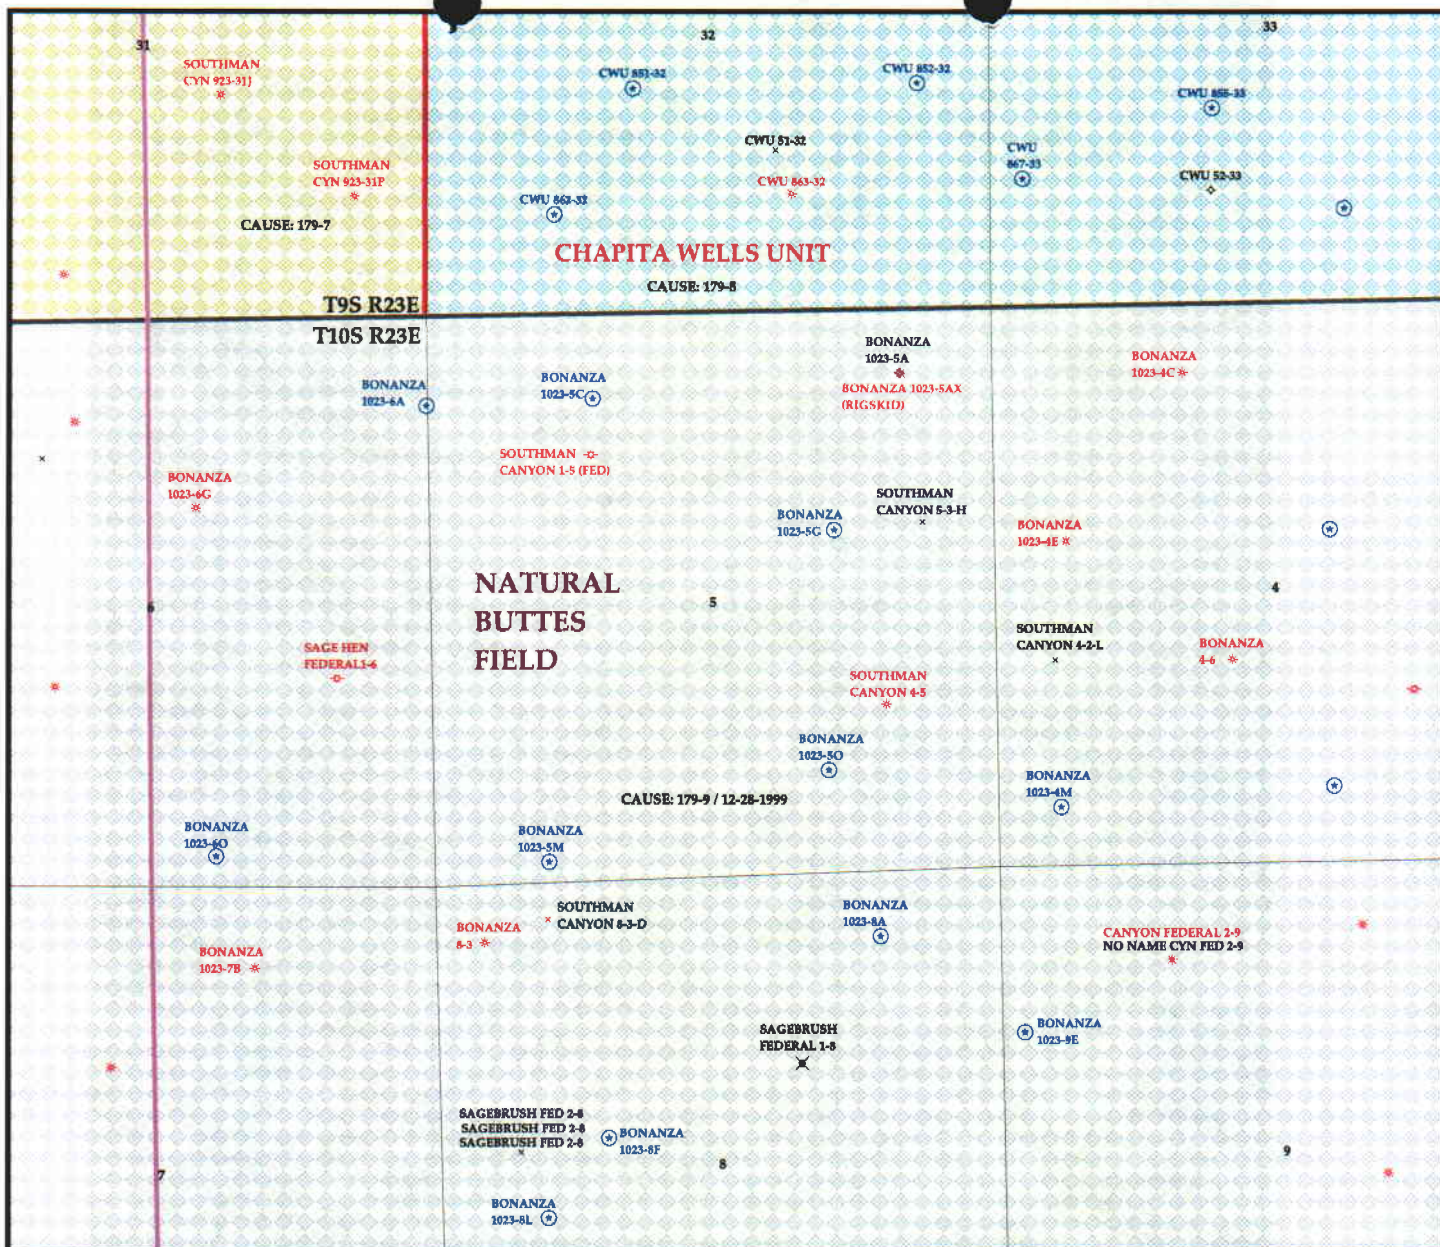 31
32
33
SOUTHMAN
CYN 923-31J
CWU 851-32
CWU 852-32
CWU 855-33
CWU 51-32
CWU
867-33
SOUTHMAN
CYN 923-31P
CWU 863-32
CWU 52-33
CWU 862-32
CAUSE: 179-7
CHAPITA WELLS UNIT
CAUSE: 179-8
T9S R23E
T10S R23E
BONANZA
1023-5A
BONANZA 1023-5AX
(RIGSKID)
BONANZA
1023-4C
BONANZA
1023-6A
BONANZA
1023-5C
SOUTHMAN
CANYON 1-5 (FED)
BONANZA
1023-6G
SOUTHMAN
CANYON 5-3-H
BONANZA
1023-5G
BONANZA
1023-4E
NATURAL
BUTTES
FIELD
6
5
4
SOUTHMAN
CANYON 4-2-L
BONANZA
4-6
SAGE HEN
FEDERAL1-6
SOUTHMAN
CANYON 4-5
BONANZA
1023-5O
BONANZA
1023-4M
CAUSE: 179-9 / 12-28-1999
BONANZA
1023-6O
BONANZA
1023-5M
SOUTHMAN
CANYON 8-3-D
BONANZA
8-3
BONANZA
1023-8A
CANYON FEDERAL 2-9
NO NAME CYN FED 2-9
BONANZA
1023-7B
SAGEBRUSH
FEDERAL 1-8
BONANZA
1023-9E
SAGEBRUSH FED 2-8
SAGEBRUSH FED 2-8
SAGEBRUSH FED 2-8
BONANZA
1023-8F
7
8
9
BONANZA
1023-8L